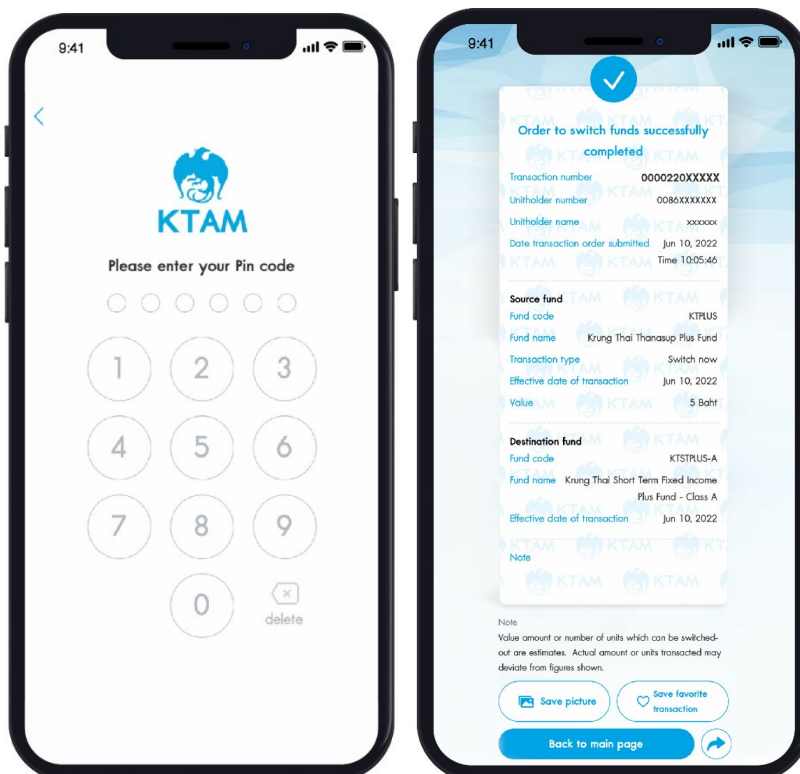 9:41
KTAM
Please enter your Pin code
1 2 3
4 5 6
7 8 9
0
delete
9:41
Order to switch funds successfully
completed
Transaction number 0000220XXXXX
Unitholder number 0086XXXXXXX
Unitholder name xxxxxx
Date transaction order submitted Jun 10, 2022
Time 10:05:46
Source fund
Fund code KTPLUS
Fund name Krung Thai Thanasup Plus Fund
Transaction type Switch now
Effective date of transaction Jun 10, 2022
Value 5 Baht
Destination fund
Fund code KTSTPLUS-A
Fund name Krung Thai Short Term Fixed Income
Plus Fund - Class A
Effective date of transaction Jun 10, 2022
Note
KTAM KTAM
Note
Value amount or number of units which can be switched-
out are estimates. Actual amount or units transacted may
deviate from figures shown.
Save picture
Save favorite
transaction
Back to main page